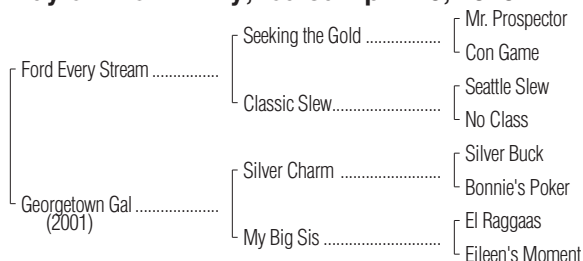 Mr. Prospector
Seeking the Gold ..................
Con Game
Ford Every Stream ................
Seattle Slew
Classic Slew..........................
No Class
Silver Buck
Silver Charm ........................
Bonnie's Poker
Georgetown Gal ....................
(2001)
El Raggaas
My Big Sis ............................
Eileen's Moment